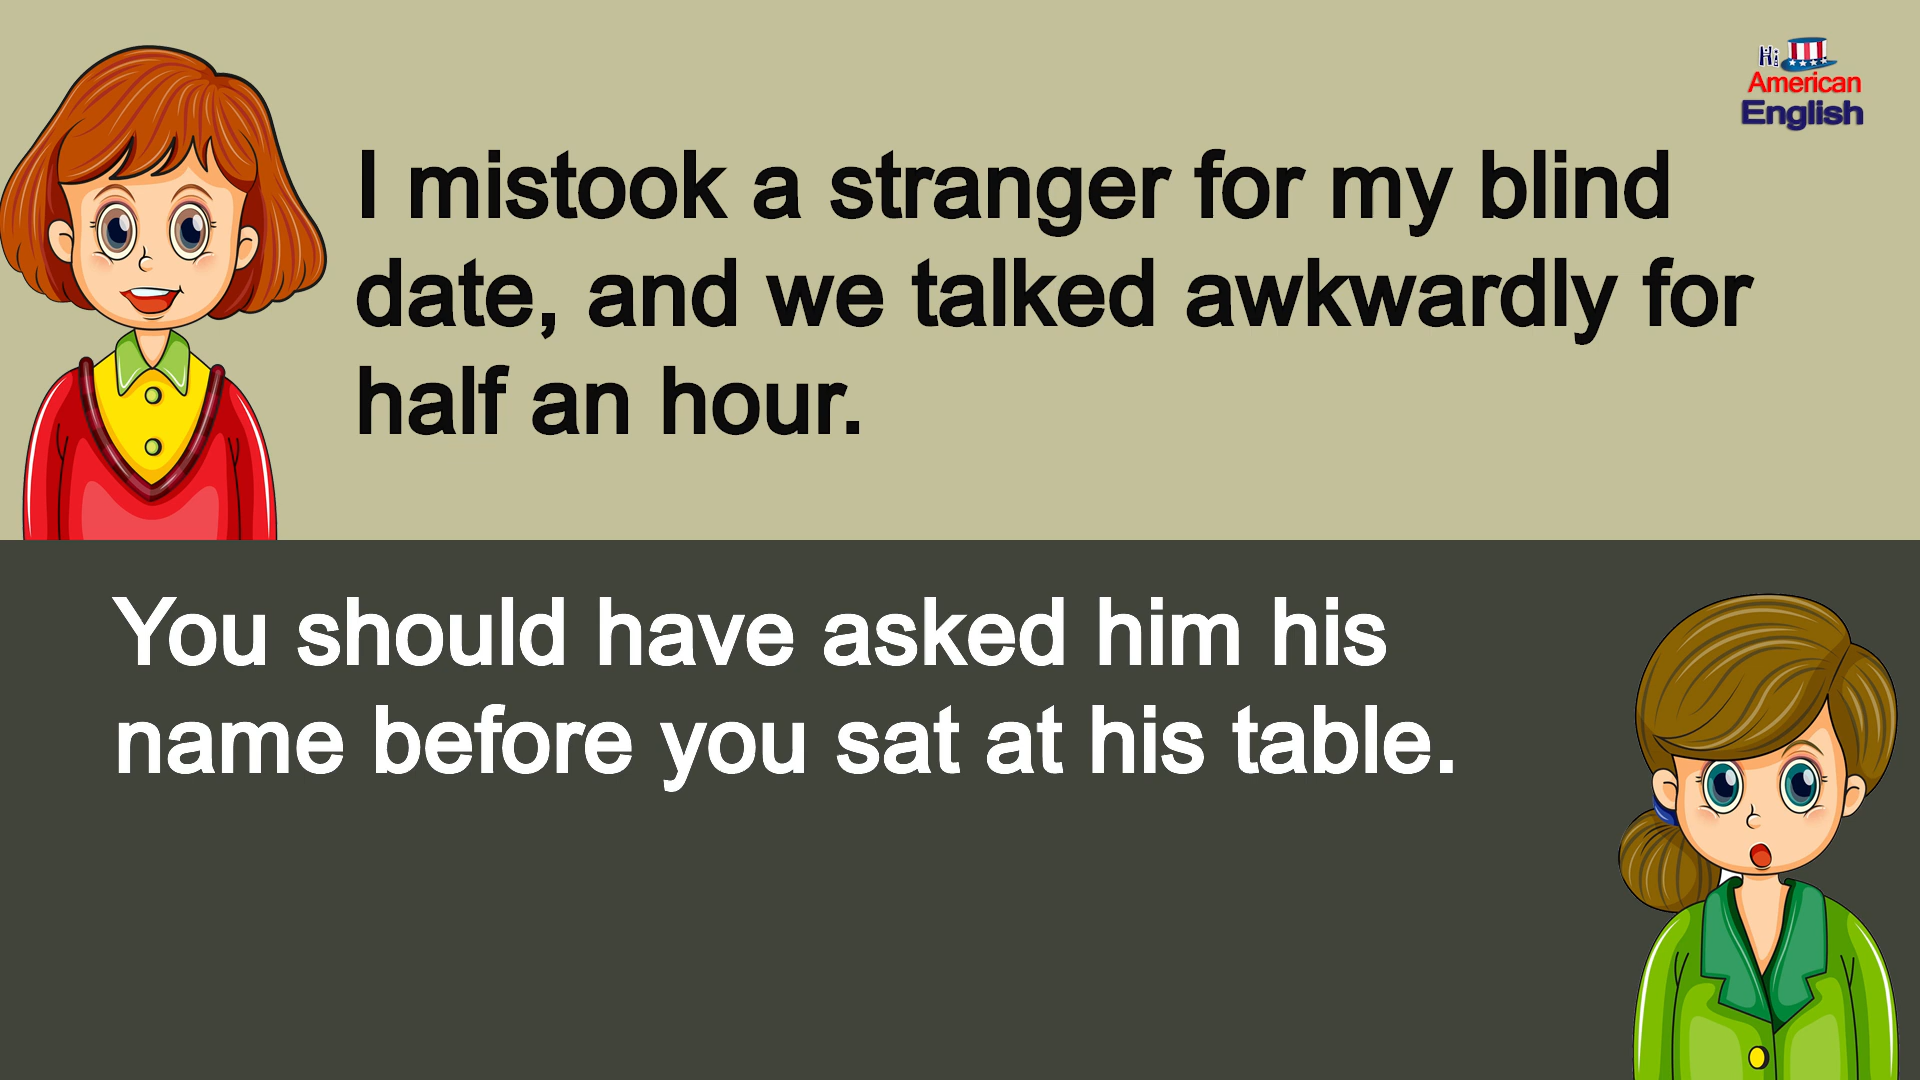 Hi
American
English
I mistook a stranger for my blind
date, and we talked awkwardly for
half an hour.
You should have asked him his
name before you sat at his table.